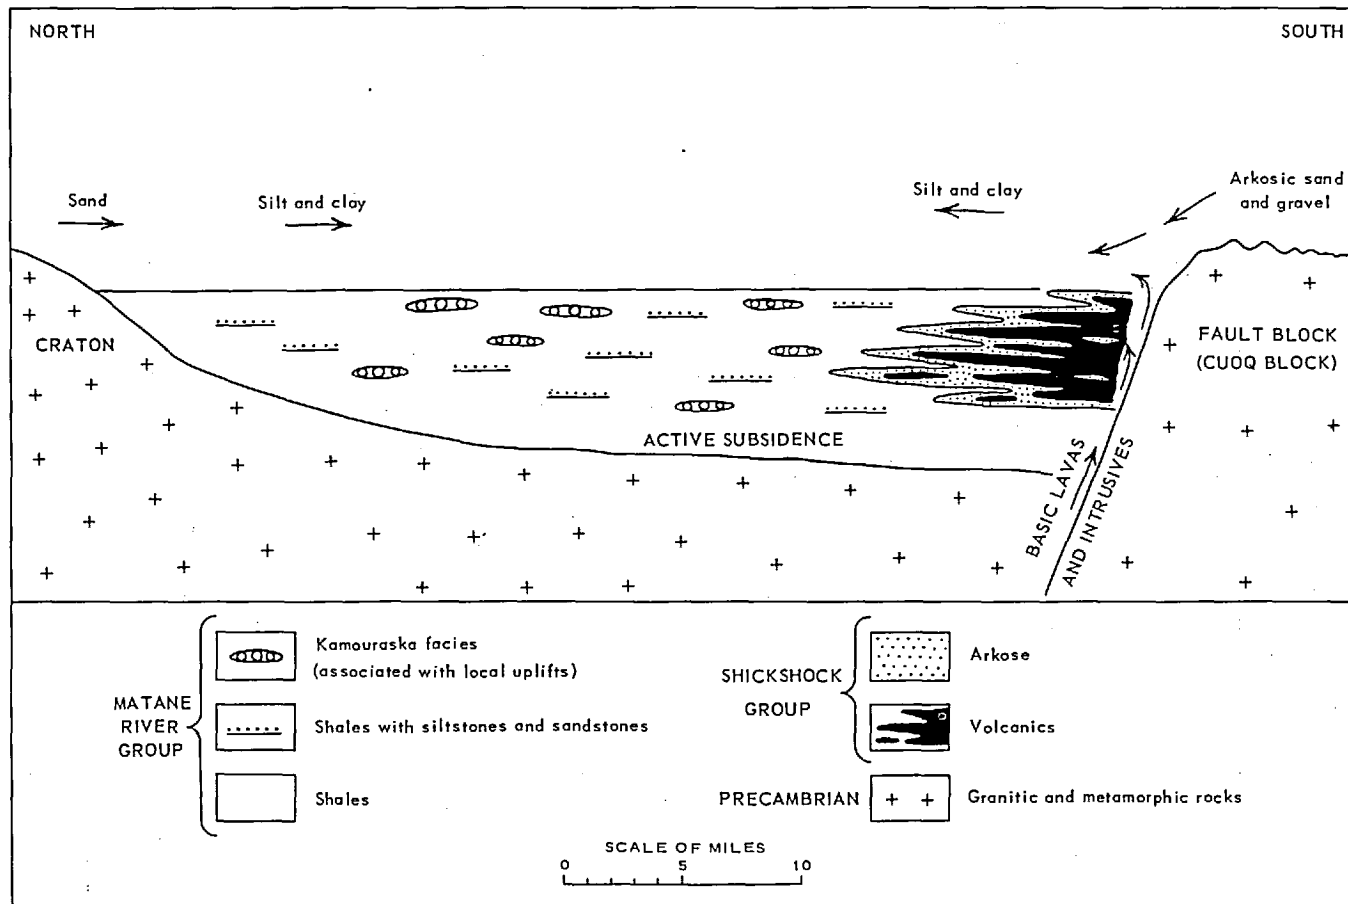 NORTH
SOUTH
Sand
Silt and clay
Silt and clay
Arkosic sand
and gravel
CRATON
FAULT BLOCK
(CUOQ BLOCK)
ACTIVE SUBSIDENCE
BASIC LAVAS
AND INTRUSIVES
MATANE
RIVER
GROUP
Kamouraska facies
(associated with local uplifts)
Shales with siltstones and sandstones
Shales
SHICKSHOCK
GROUP
Arkose
Volcanics
PRECAMBRIAN
Granitic and metamorphic rocks
SCALE OF MILES
0 5 10